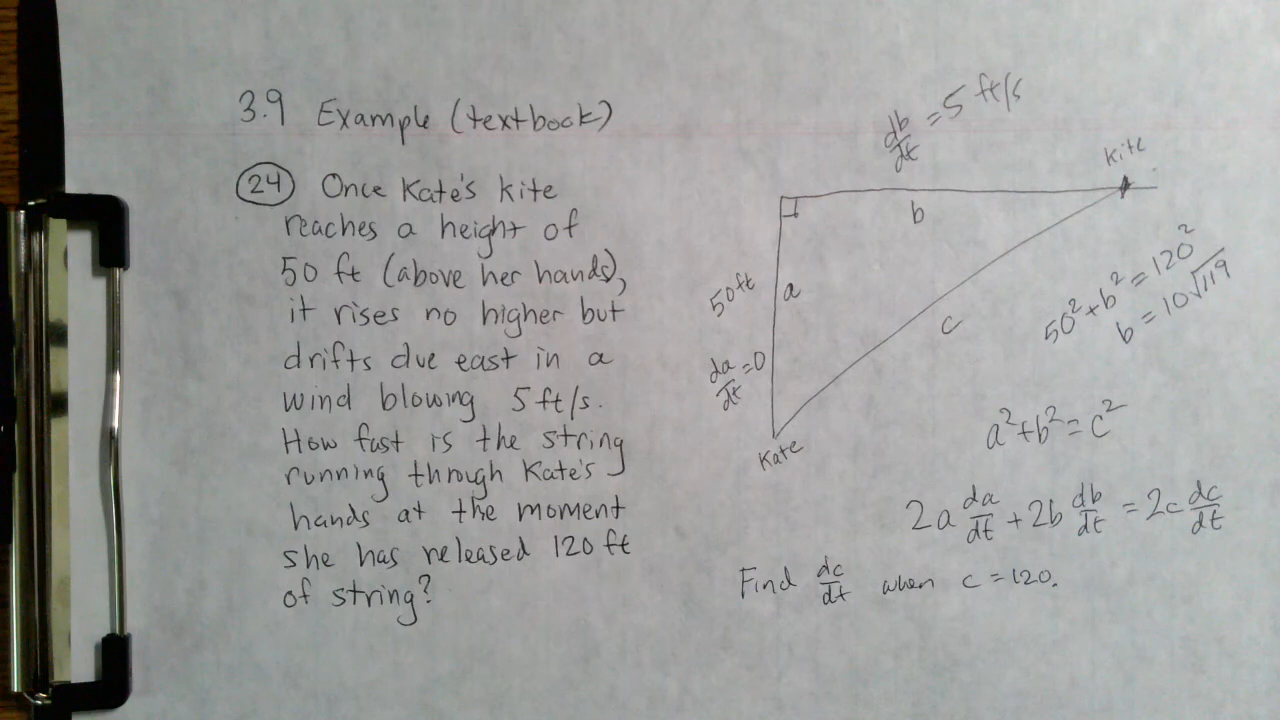 3.9 Example (textbook)
24 Once Kate's kite
reaches a height of
50 ft (above her hands),
it rises no higher but
drifts due east in a
wind blowing 5 ft/s.
How fast is the string
running through Kate's
hands at the moment
she has released 120 ft
of string?
db/dt = 5 ft/s
Kite
b
50 ft
a
c
da/dt = 0
Kate
50² + b² = 120²
b = 10√119
a² + b² = c²
2a da/dt + 2b db/dt = 2c dc/dt
Find dc/dt when c = 120.